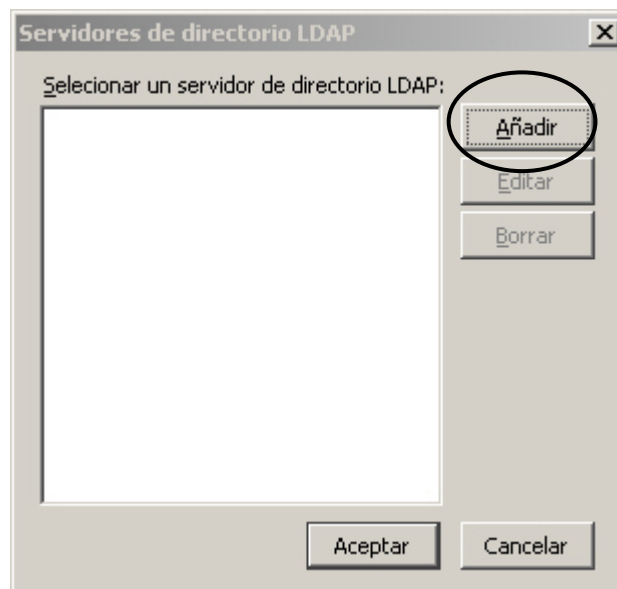 Servidores de directorio LDAP
Selecionar un servidor de directorio LDAP:
Añadir
Editar
Borrar
Aceptar
Cancelar